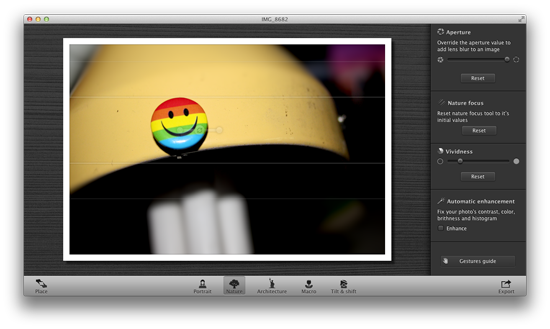 IMG_8682
Aperture
Override the aperture value to
add lens blur to an image
Reset
Nature focus
Reset nature focus tool to it's
initial values
Reset
Vividness
Reset
Automatic enhancement
Fix your photo's contrast, color,
brithness and histogram
Enhance
Gestures guide
Place
Portrait
Nature
Architecture
Macro
Tilt & shift
Export